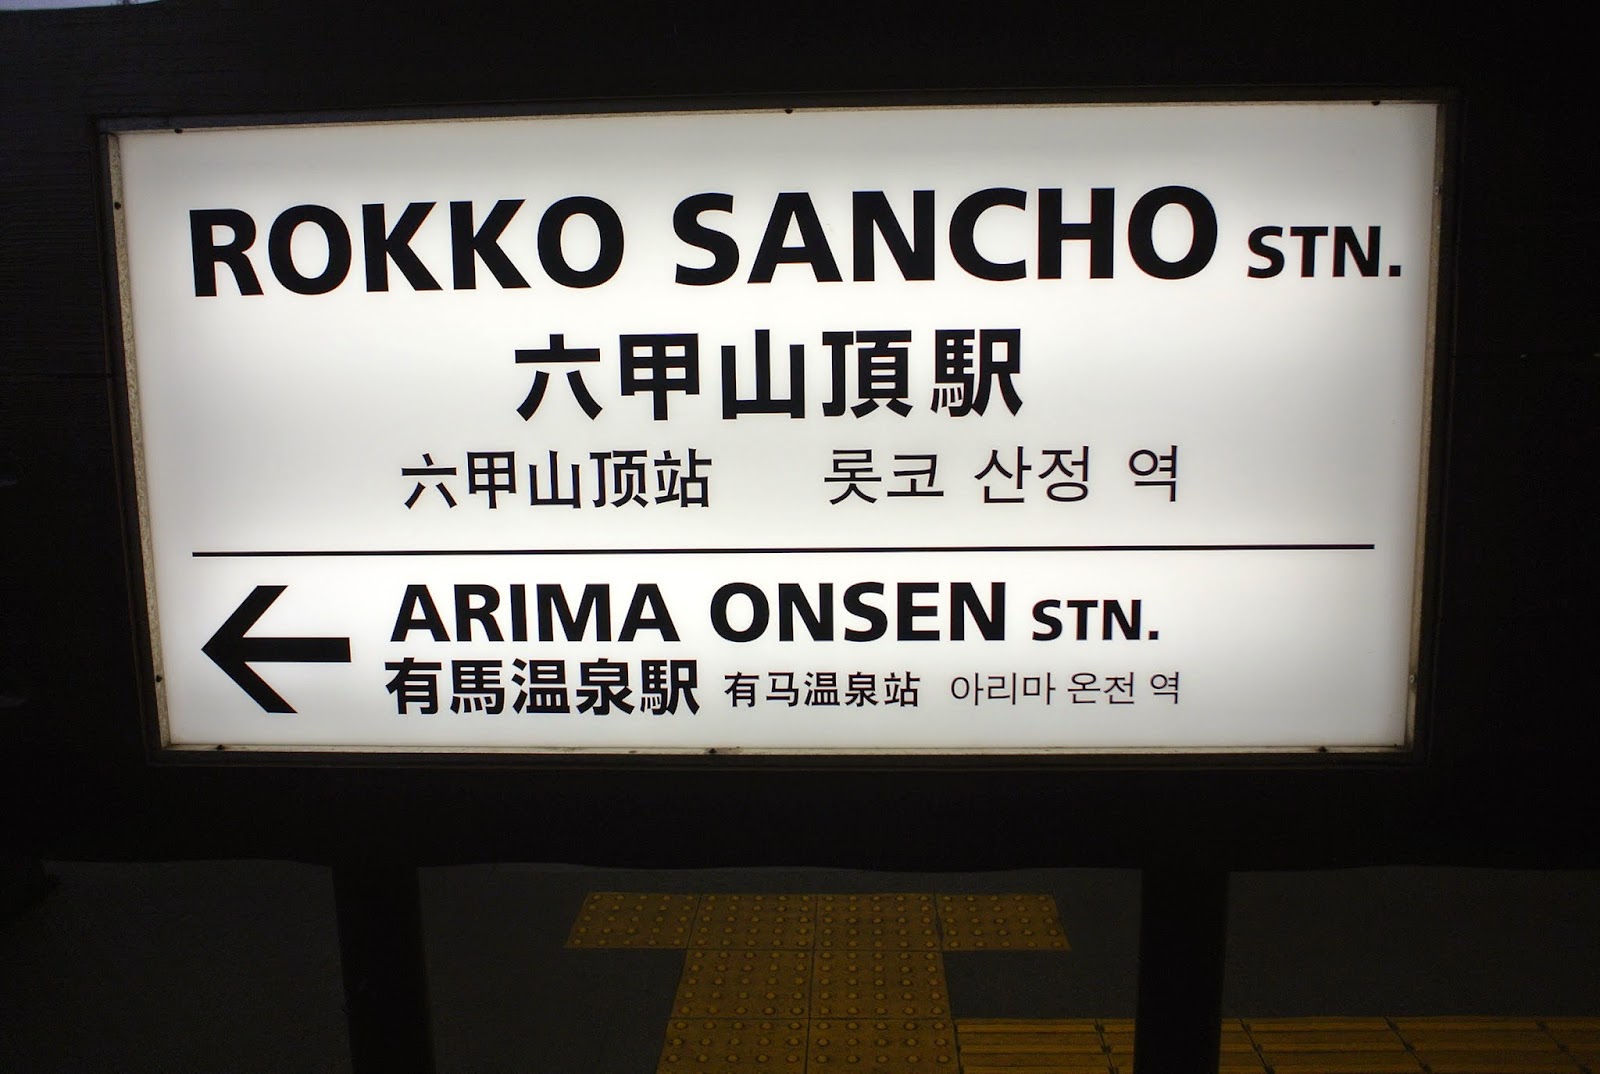 ROKKO SANCHO STN.
六甲山頂駅
六甲山顶站 롯코 산정 역
ARIMA ONSEN STN.
有馬温泉駅 有马温泉站 아리마 온전 역